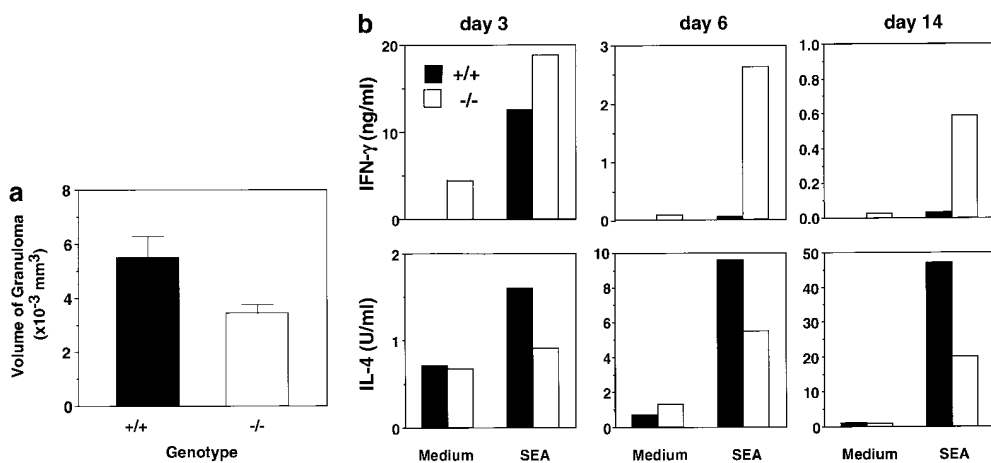 a
Volume of Granuloma
(x10⁻³ mm³)
8
6
4
2
0
+/+
-/-
Genotype
b
day 3
day 6
day 14
+/+
-/-
IFN-γ (ng/ml)
20
10
0
3
2
1
0
1.0
0.8
0.6
0.4
0.2
0.0
IL-4 (U/ml)
2
1
0
10
8
6
4
2
0
50
40
30
20
10
0
Medium
SEA
Medium
SEA
Medium
SEA